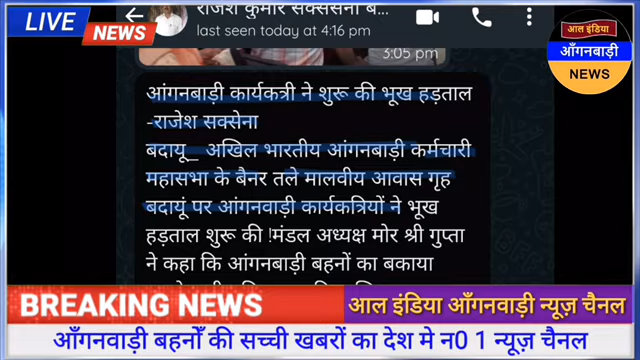 LIVE
NEWS
राजेश कुमार सक्सेना ब...
last seen today at 4:16 pm
आल इंडिया
आँगनबाड़ी
NEWS
3:05 pm
आंगनबाड़ी कार्यकत्री ने शुरू की भूख हड़ताल
-राजेश सक्सेना
बदायू_ अखिल भारतीय आंगनबाड़ी कर्मचारी
महासभा के बैनर तले मालवीय आवास गृह
बदायूं पर आंगनवाड़ी कार्यकत्रियों ने भूख
हड़ताल शुरू की !मंडल अध्यक्ष मोर श्री गुप्ता
ने कहा कि आंगनबाड़ी बहनों का बकाया
BREAKING NEWS
आल इंडिया आँगनवाड़ी न्यूज़ चैनल
आँगनवाड़ी बहनोँ की सच्ची खबरों का देश मे न0 1 न्यूज़ चैनल